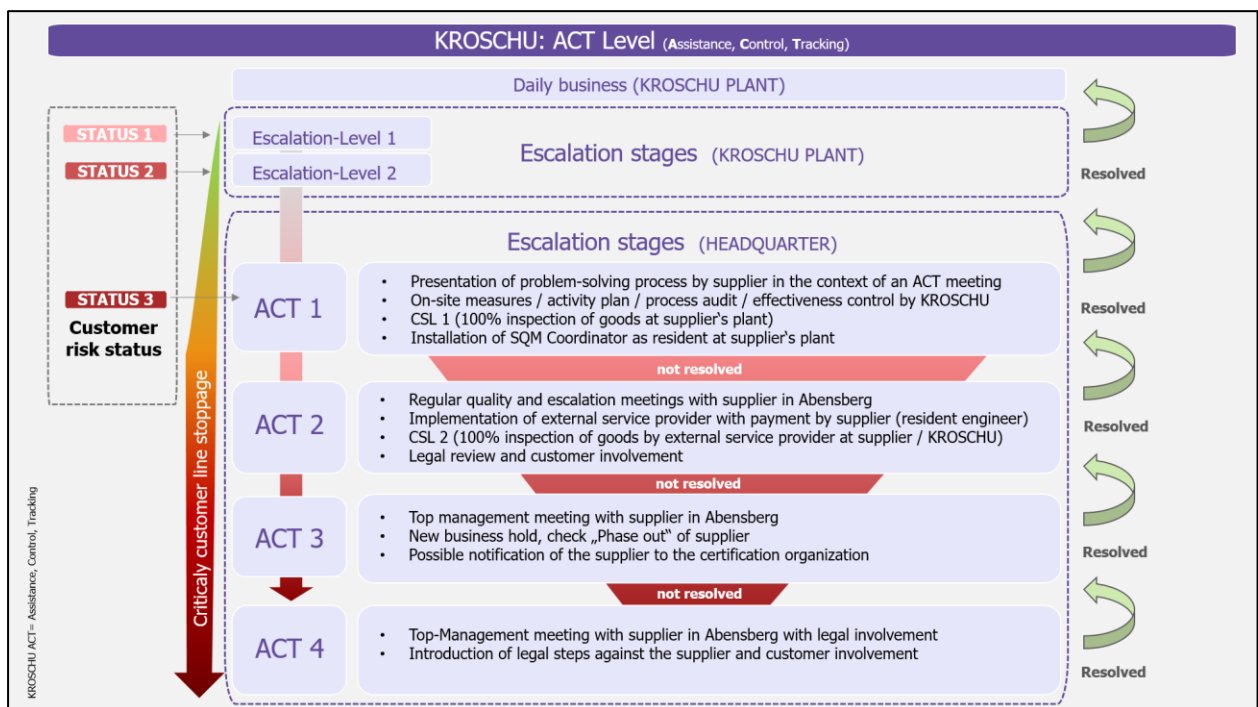 KROSCHU: ACT Level (Assistance, Control, Tracking)
Daily business (KROSCHU PLANT)
STATUS 1
STATUS 2
STATUS 3
Customer
risk status
Criticaly customer line stoppage
KROSCHU ACT= Assistance, Control, Tracking
Escalation-Level 1
Escalation-Level 2
Escalation stages (KROSCHU PLANT)
Resolved
Escalation stages (HEADQUARTER)
ACT 1
• Presentation of problem-solving process by supplier in the context of an ACT meeting
• On-site measures / activity plan / process audit / effectiveness control by KROSCHU
• CSL 1 (100% inspection of goods at supplier‘s plant)
• Installation of SQM Coordinator as resident at supplier‘s plant
Resolved
not resolved
ACT 2
• Regular quality and escalation meetings with supplier in Abensberg
• Implementation of external service provider with payment by supplier (resident engineer)
• CSL 2 (100% inspection of goods by external service provider at supplier / KROSCHU)
• Legal review and customer involvement
Resolved
not resolved
ACT 3
• Top management meeting with supplier in Abensberg
• New business hold, check „Phase out“ of supplier
• Possible notification of the supplier to the certification organization
Resolved
not resolved
ACT 4
• Top-Management meeting with supplier in Abensberg with legal involvement
• Introduction of legal steps against the supplier and customer involvement
Resolved